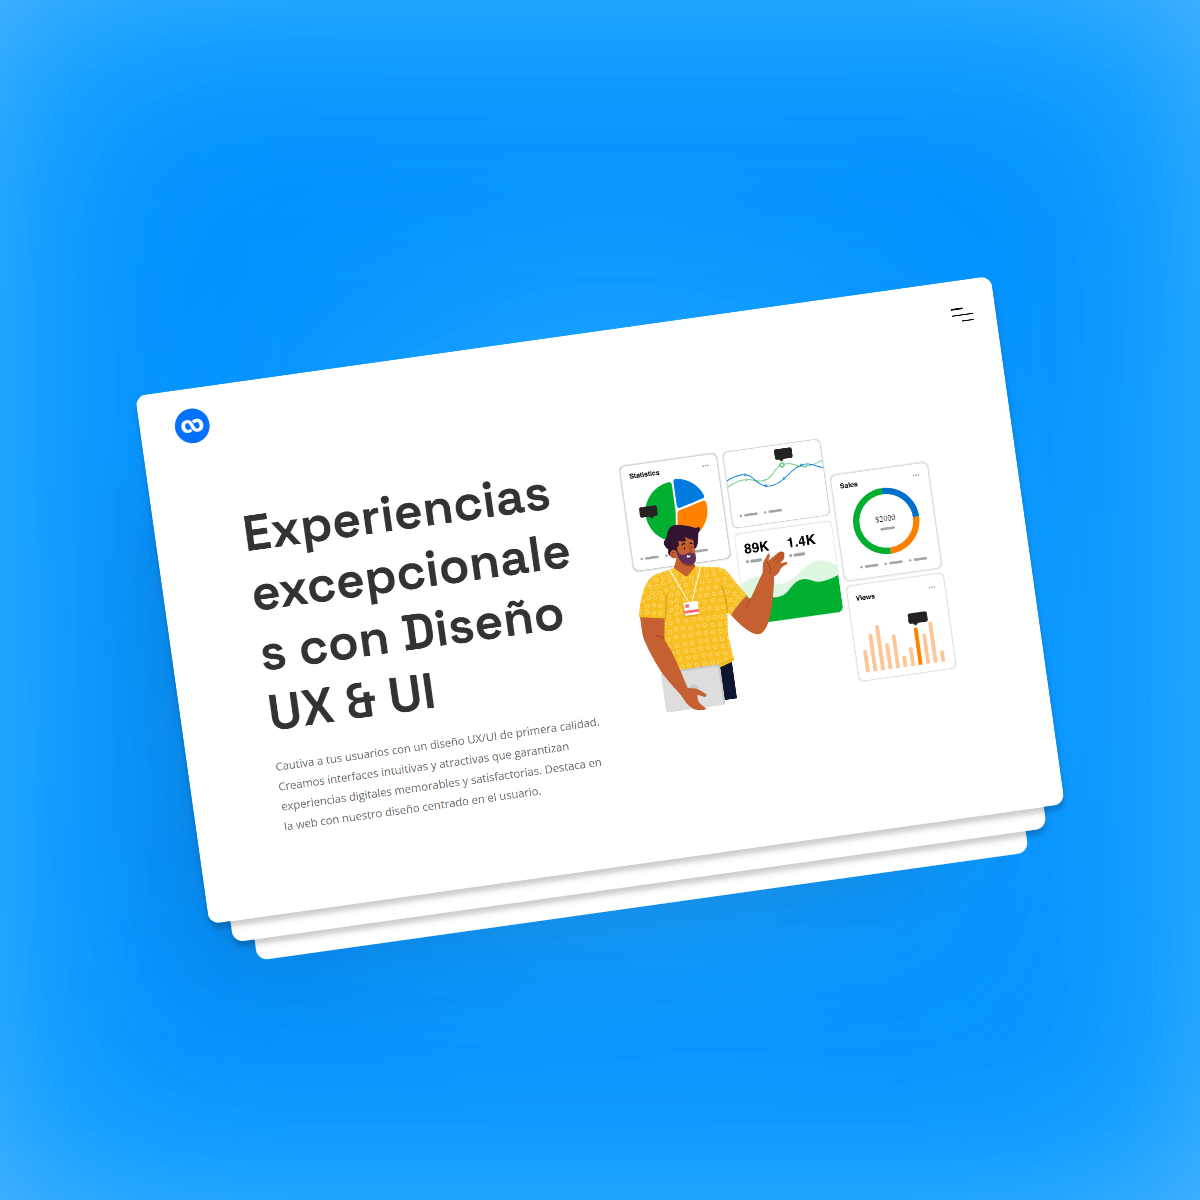 Experiencias
excepcionale
s con Diseño
UX & UI
Cautiva a tus usuarios con un diseño UX/UI de primera calidad.
Creamos interfaces intuitivas y atractivas que garantizan
experiencias digitales memorables y satisfactorias. Destaca en
la web con nuestro diseño centrado en el usuario.
Statistics
89K
1.4K
Sales
$2000
Views